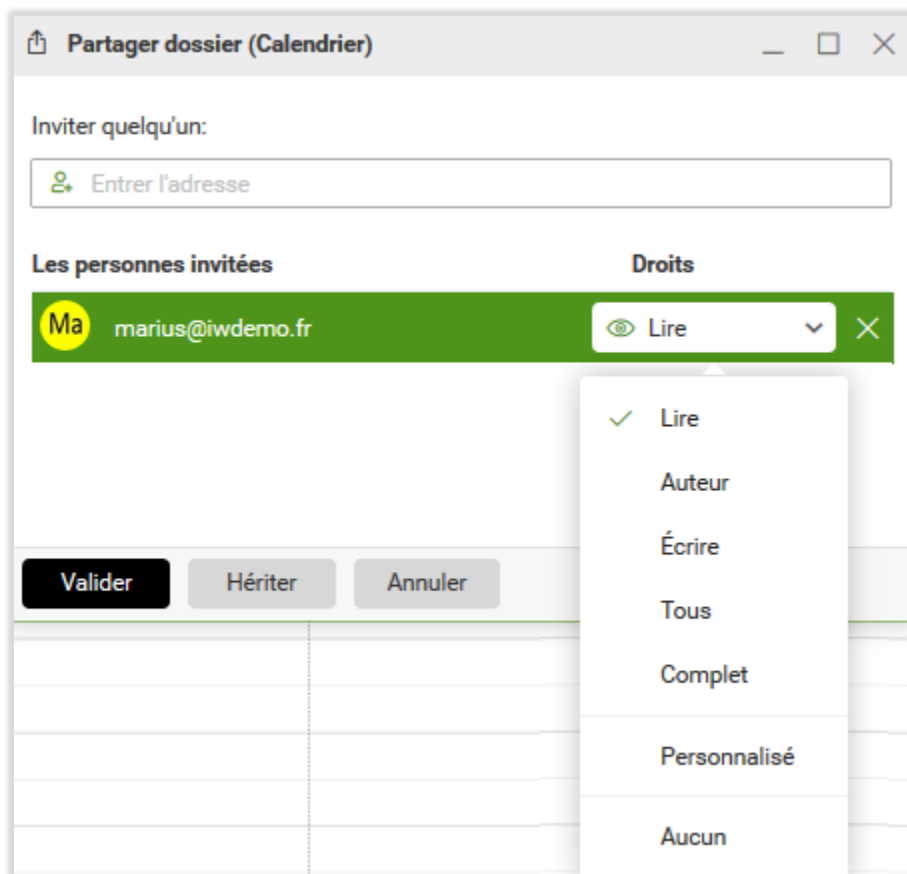 Partager dossier (Calendrier)
Inviter quelqu'un:
Entrer l'adresse
Les personnes invitées Droits
Ma marius@iwdemo.fr Lire
Lire
Auteur
Écrire
Tous
Complet
Personnalisé
Aucun
Valider Hériter Annuler